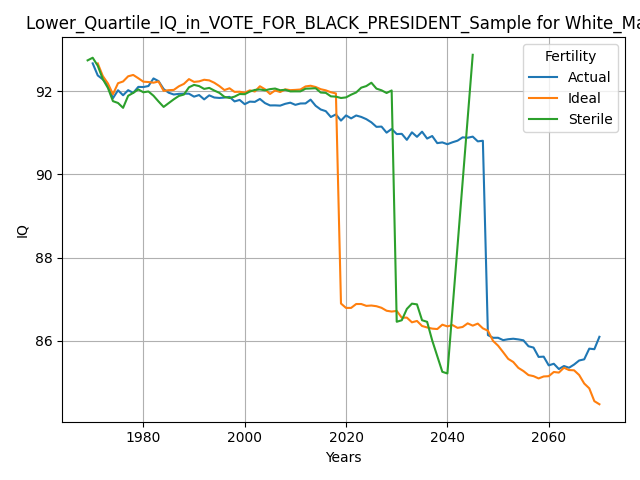 Lower_Quartile_IQ_in_VOTE_FOR_BLACK_PRESIDENT_Sample for White_Ma
Fertility
Actual
Ideal
Sterile
IQ
92
90
88
86
1980
2000
2020
2040
2060
Years